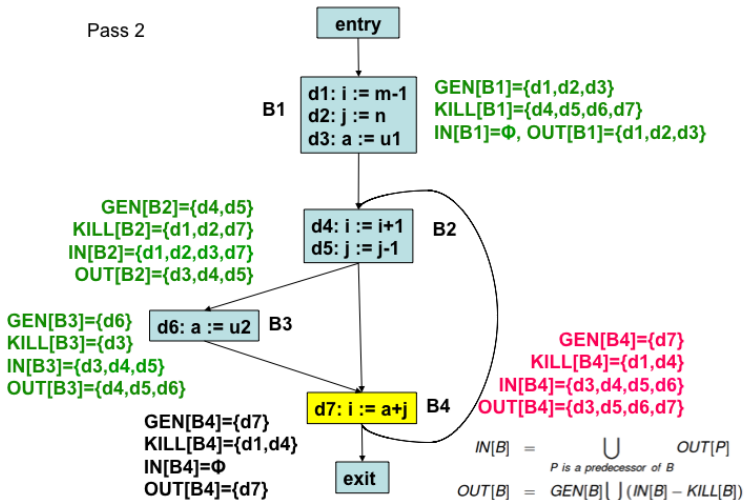 Pass 2
entry
B1
d1: i := m-1
d2: j := n
d3: a := u1
GEN[B1]={d1,d2,d3}
KILL[B1]={d4,d5,d6,d7}
IN[B1]=Φ, OUT[B1]={d1,d2,d3}
GEN[B2]={d4,d5}
KILL[B2]={d1,d2,d7}
IN[B2]={d1,d2,d3,d7}
OUT[B2]={d3,d4,d5}
d4: i := i+1
d5: j := j-1
B2
GEN[B3]={d6}
KILL[B3]={d3}
IN[B3]={d3,d4,d5}
OUT[B3]={d4,d5,d6}
d6: a := u2
B3
GEN[B4]={d7}
KILL[B4]={d1,d4}
IN[B4]={d3,d4,d5,d6}
OUT[B4]={d3,d5,d6,d7}
d7: i := a+j
B4
GEN[B4]={d7}
KILL[B4]={d1,d4}
IN[B4]=Φ
OUT[B4]={d7}
exit
IN[B] = ⋃ OUT[P]
P is a predecessor of B
OUT[B] = GEN[B] ⋃ (IN[B] − KILL[B])